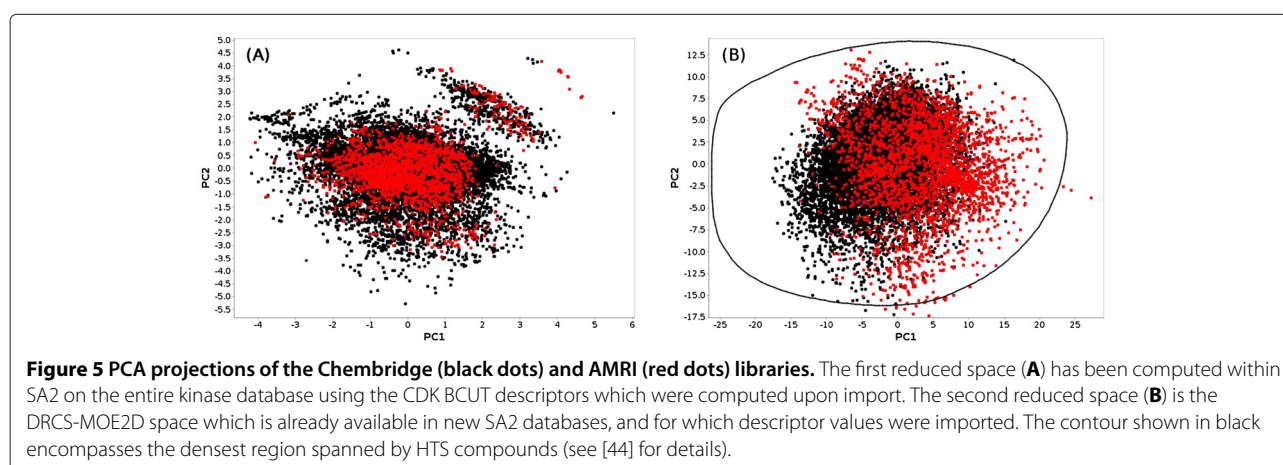 (A)
5.0
4.5
4.0
3.5
3.0
2.5
2.0
1.5
1.0
0.5
0.0
-0.5
-1.0
-1.5
-2.0
-2.5
-3.0
-3.5
-4.0
-4.5
-5.0
-5.5
PC2
-4 -3 -2 -1 0 1 2 3 4 5 6
PC1
(B)
12.5
10.0
7.5
5.0
2.5
0.0
-2.5
-5.0
-7.5
-10.0
-12.5
-15.0
-17.5
PC2
-25 -20 -15 -10 -5 0 5 10 15 20 25
PC1
Figure 5 PCA projections of the Chembridge (black dots) and AMRI (red dots) libraries. The first reduced space (A) has been computed within
SA2 on the entire kinase database using the CDK BCUT descriptors which were computed upon import. The second reduced space (B) is the
DRCS-MOE2D space which is already available in new SA2 databases, and for which descriptor values were imported. The contour shown in black
encompasses the densest region spanned by HTS compounds (see [44] for details).